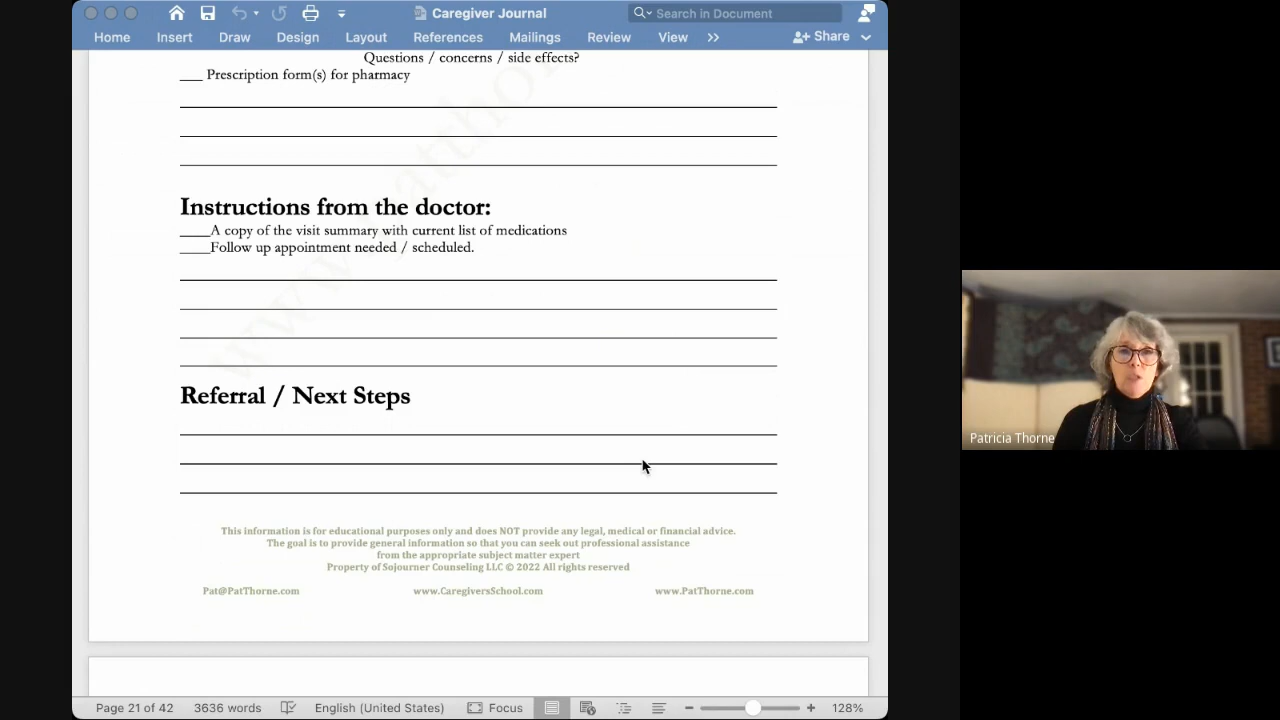 Caregiver Journal
Search in Document
Home Insert Draw Design Layout References Mailings Review View >> Share
Questions / concerns / side effects?
___ Prescription form(s) for pharmacy
Instructions from the doctor:
____A copy of the visit summary with current list of medications
____Follow up appointment needed / scheduled.
Referral / Next Steps
This information is for educational purposes only and does NOT provide any legal, medical or financial advice.
The goal is to provide general information so that you can seek out professional assistance
from the appropriate subject matter expert
Property of Sojourner Counseling LLC © 2022 All rights reserved
Pat@PatThorne.com www.CaregiversSchool.com www.PatThorne.com
Page 21 of 42 3636 words English (United States) Focus 128%
Patricia Thorne